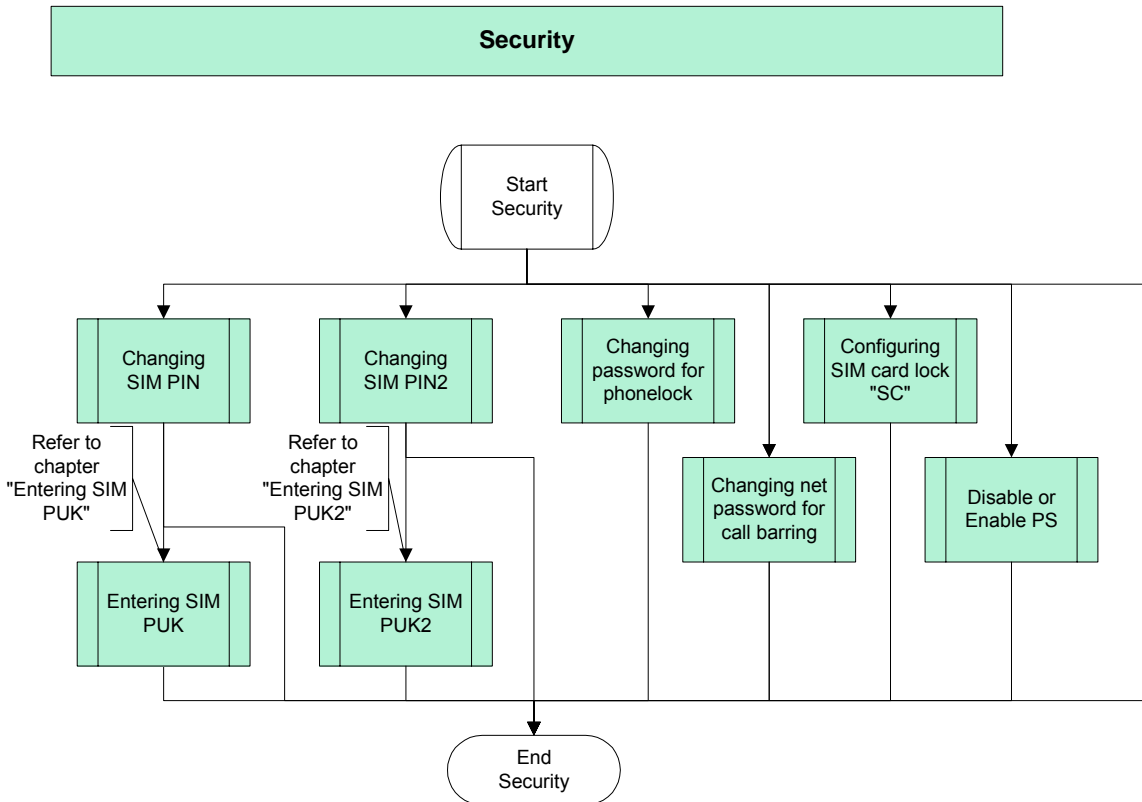 Security
Start
Security
Changing
SIM PIN
Changing
SIM PIN2
Changing
password for
phonelock
Configuring
SIM card lock
"SC"
Refer to
chapter
"Entering SIM
PUK"
Refer to
chapter
"Entering SIM
PUK2"
Changing net
password for
call barring
Disable or
Enable PS
Entering SIM
PUK
Entering SIM
PUK2
End
Security